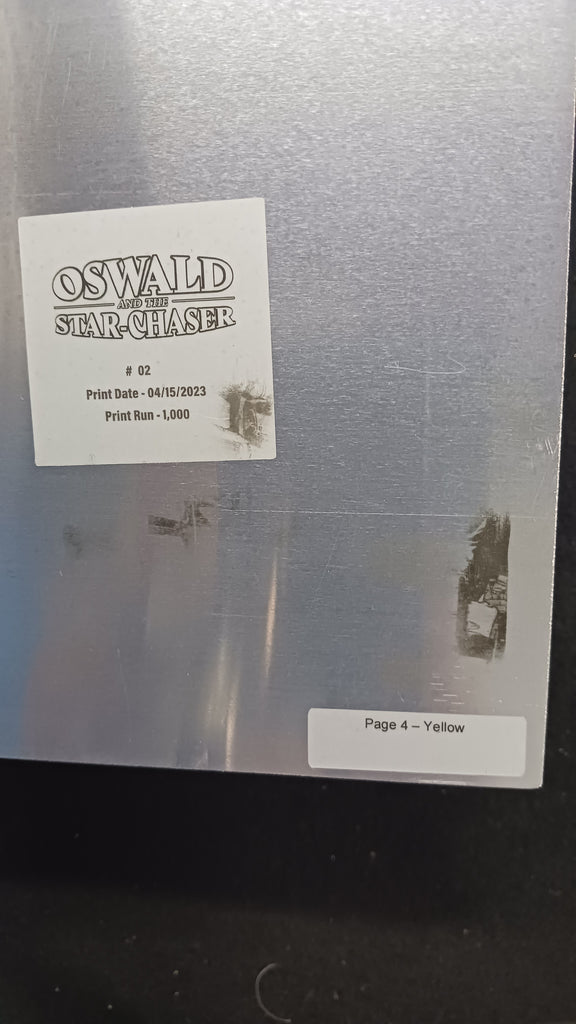 OSWALD
AND THE
STAR-CHASER
# 02
Print Date - 04/15/2023
Print Run - 1,000
Page 4 – Yellow